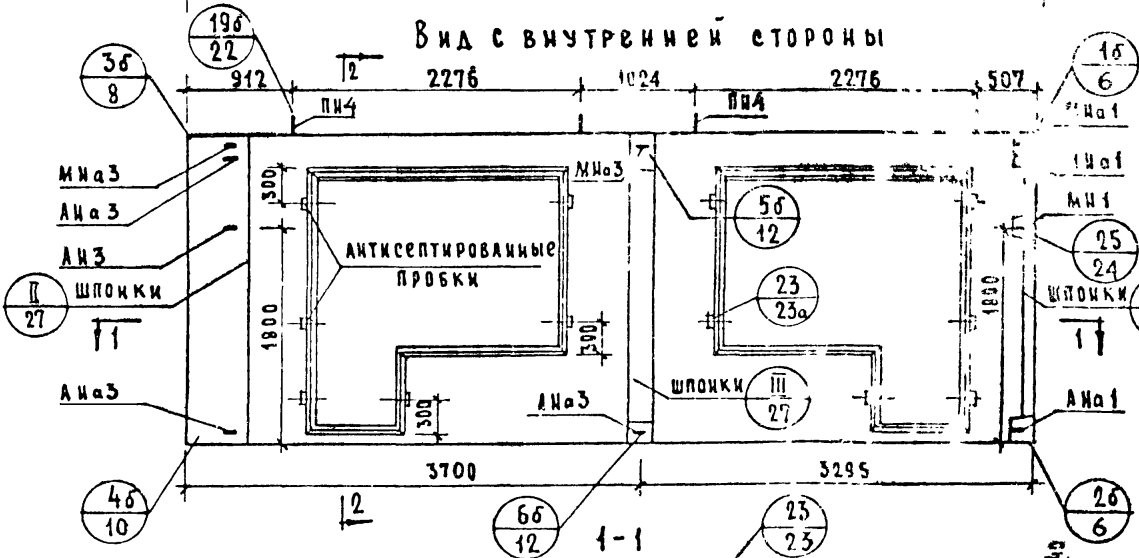 Вид с внутренней стороны
19б
22
3б
8
2
1б
6
912
2276
1024
2276
507
ПН4
ПН4
МНа3
МНа3
300
АНа3
МН1
5б
12
АН3
25
24
АНТИСЕПТИРОВАННЫЕ
ПРОБКИ
II
27
ШПОНКИ
23
23а
ШПОНКИ
1800
1800
1
1
300
АНа3
ШПОНКИ
III
27
АНа3
300
АНа1
3700
3295
4б
10
2
6б
12
1-1
23
23
2б
6